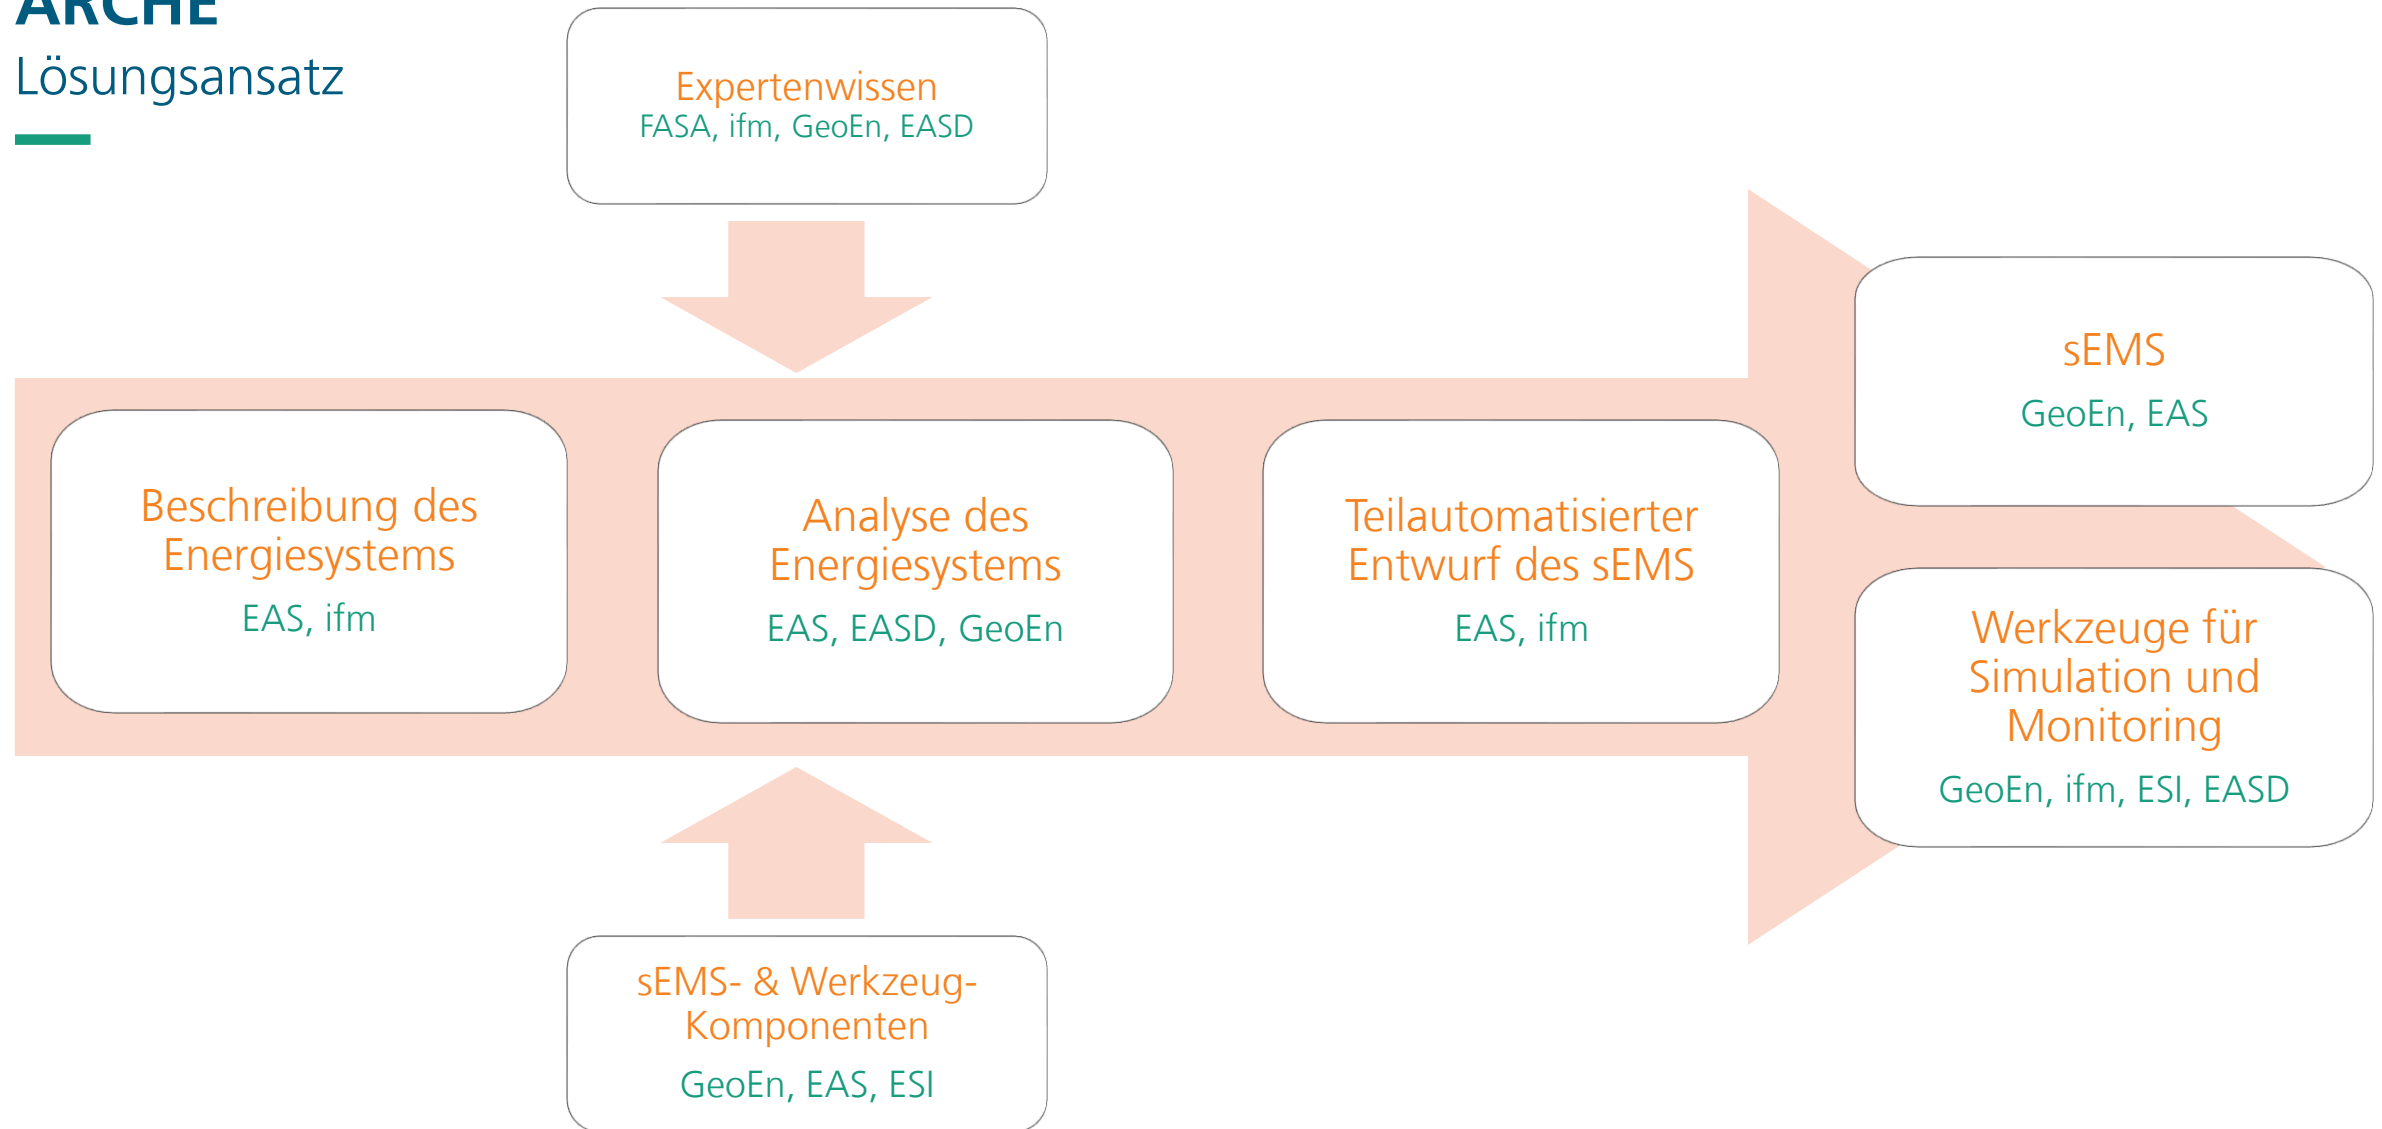 ARCHE
Lösungsansatz
Expertenwissen
FASA, ifm, GeoEn, EASD
Beschreibung des
Energiesystems
EAS, ifm
Analyse des
Energiesystems
EAS, EASD, GeoEn
Teilautomatisierter
Entwurf des sEMS
EAS, ifm
sEMS
GeoEn, EAS
Werkzeuge für
Simulation und
Monitoring
GeoEn, ifm, ESI, EASD
sEMS- & Werkzeug-
Komponenten
GeoEn, EAS, ESI